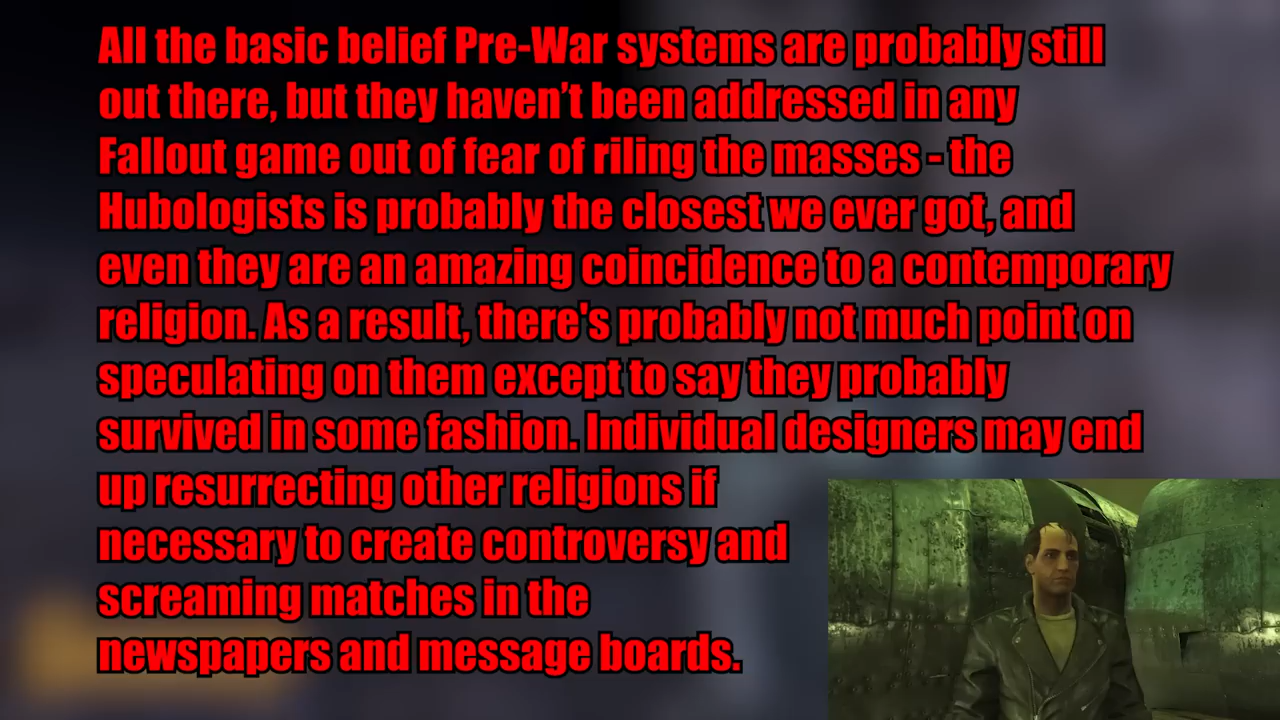 All the basic belief Pre-War systems are probably still
out there, but they haven’t been addressed in any
Fallout game out of fear of riling the masses - the
Hubologists is probably the closest we ever got, and
even they are an amazing coincidence to a contemporary
religion. As a result, there's probably not much point on
speculating on them except to say they probably
survived in some fashion. Individual designers may end
up resurrecting other religions if
necessary to create controversy and
screaming matches in the
newspapers and message boards.